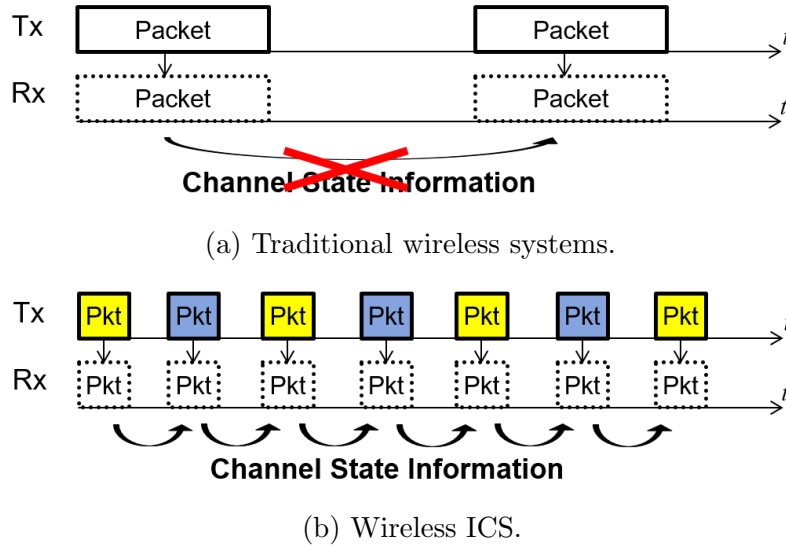 Tx Packet Packet t
Rx Packet Packet t
Channel State Information
(a) Traditional wireless systems.
Tx Pkt Pkt Pkt Pkt Pkt Pkt Pkt t
Rx Pkt Pkt Pkt Pkt Pkt Pkt Pkt t
Channel State Information
(b) Wireless ICS.